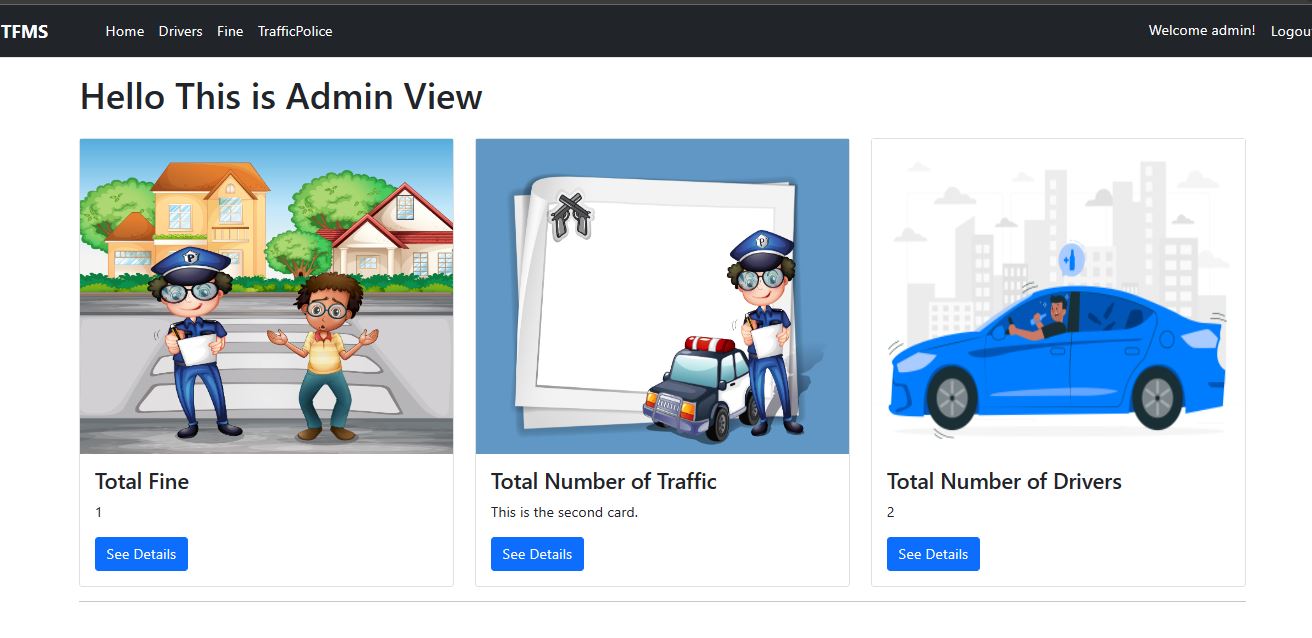 TFMS Home Drivers Fine TrafficPolice Welcome admin! Logou
Hello This is Admin View
P
P
Total Fine
1
See Details
Total Number of Traffic
This is the second card.
See Details
Total Number of Drivers
2
See Details